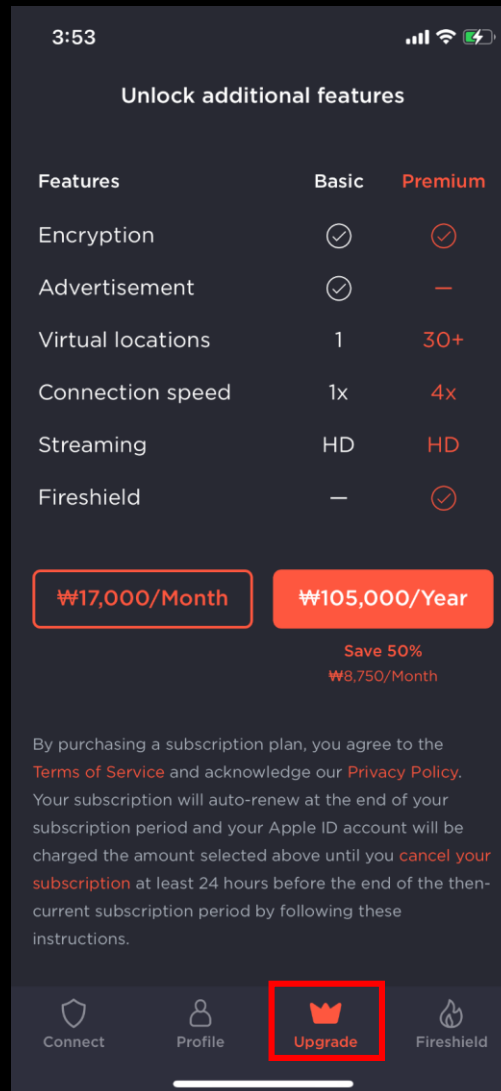 3:53
Unlock additional features
Features Basic Premium
Encryption
Advertisement —
Virtual locations 1 30+
Connection speed 1x 4x
Streaming HD HD
Fireshield —
₩17,000/Month ₩105,000/Year
Save 50%
₩8,750/Month
By purchasing a subscription plan, you agree to the
Terms of Service and acknowledge our Privacy Policy.
Your subscription will auto-renew at the end of your
subscription period and your Apple ID account will be
charged the amount selected above until you cancel your
subscription at least 24 hours before the end of the then-
current subscription period by following these
instructions.
Connect Profile Upgrade Fireshield